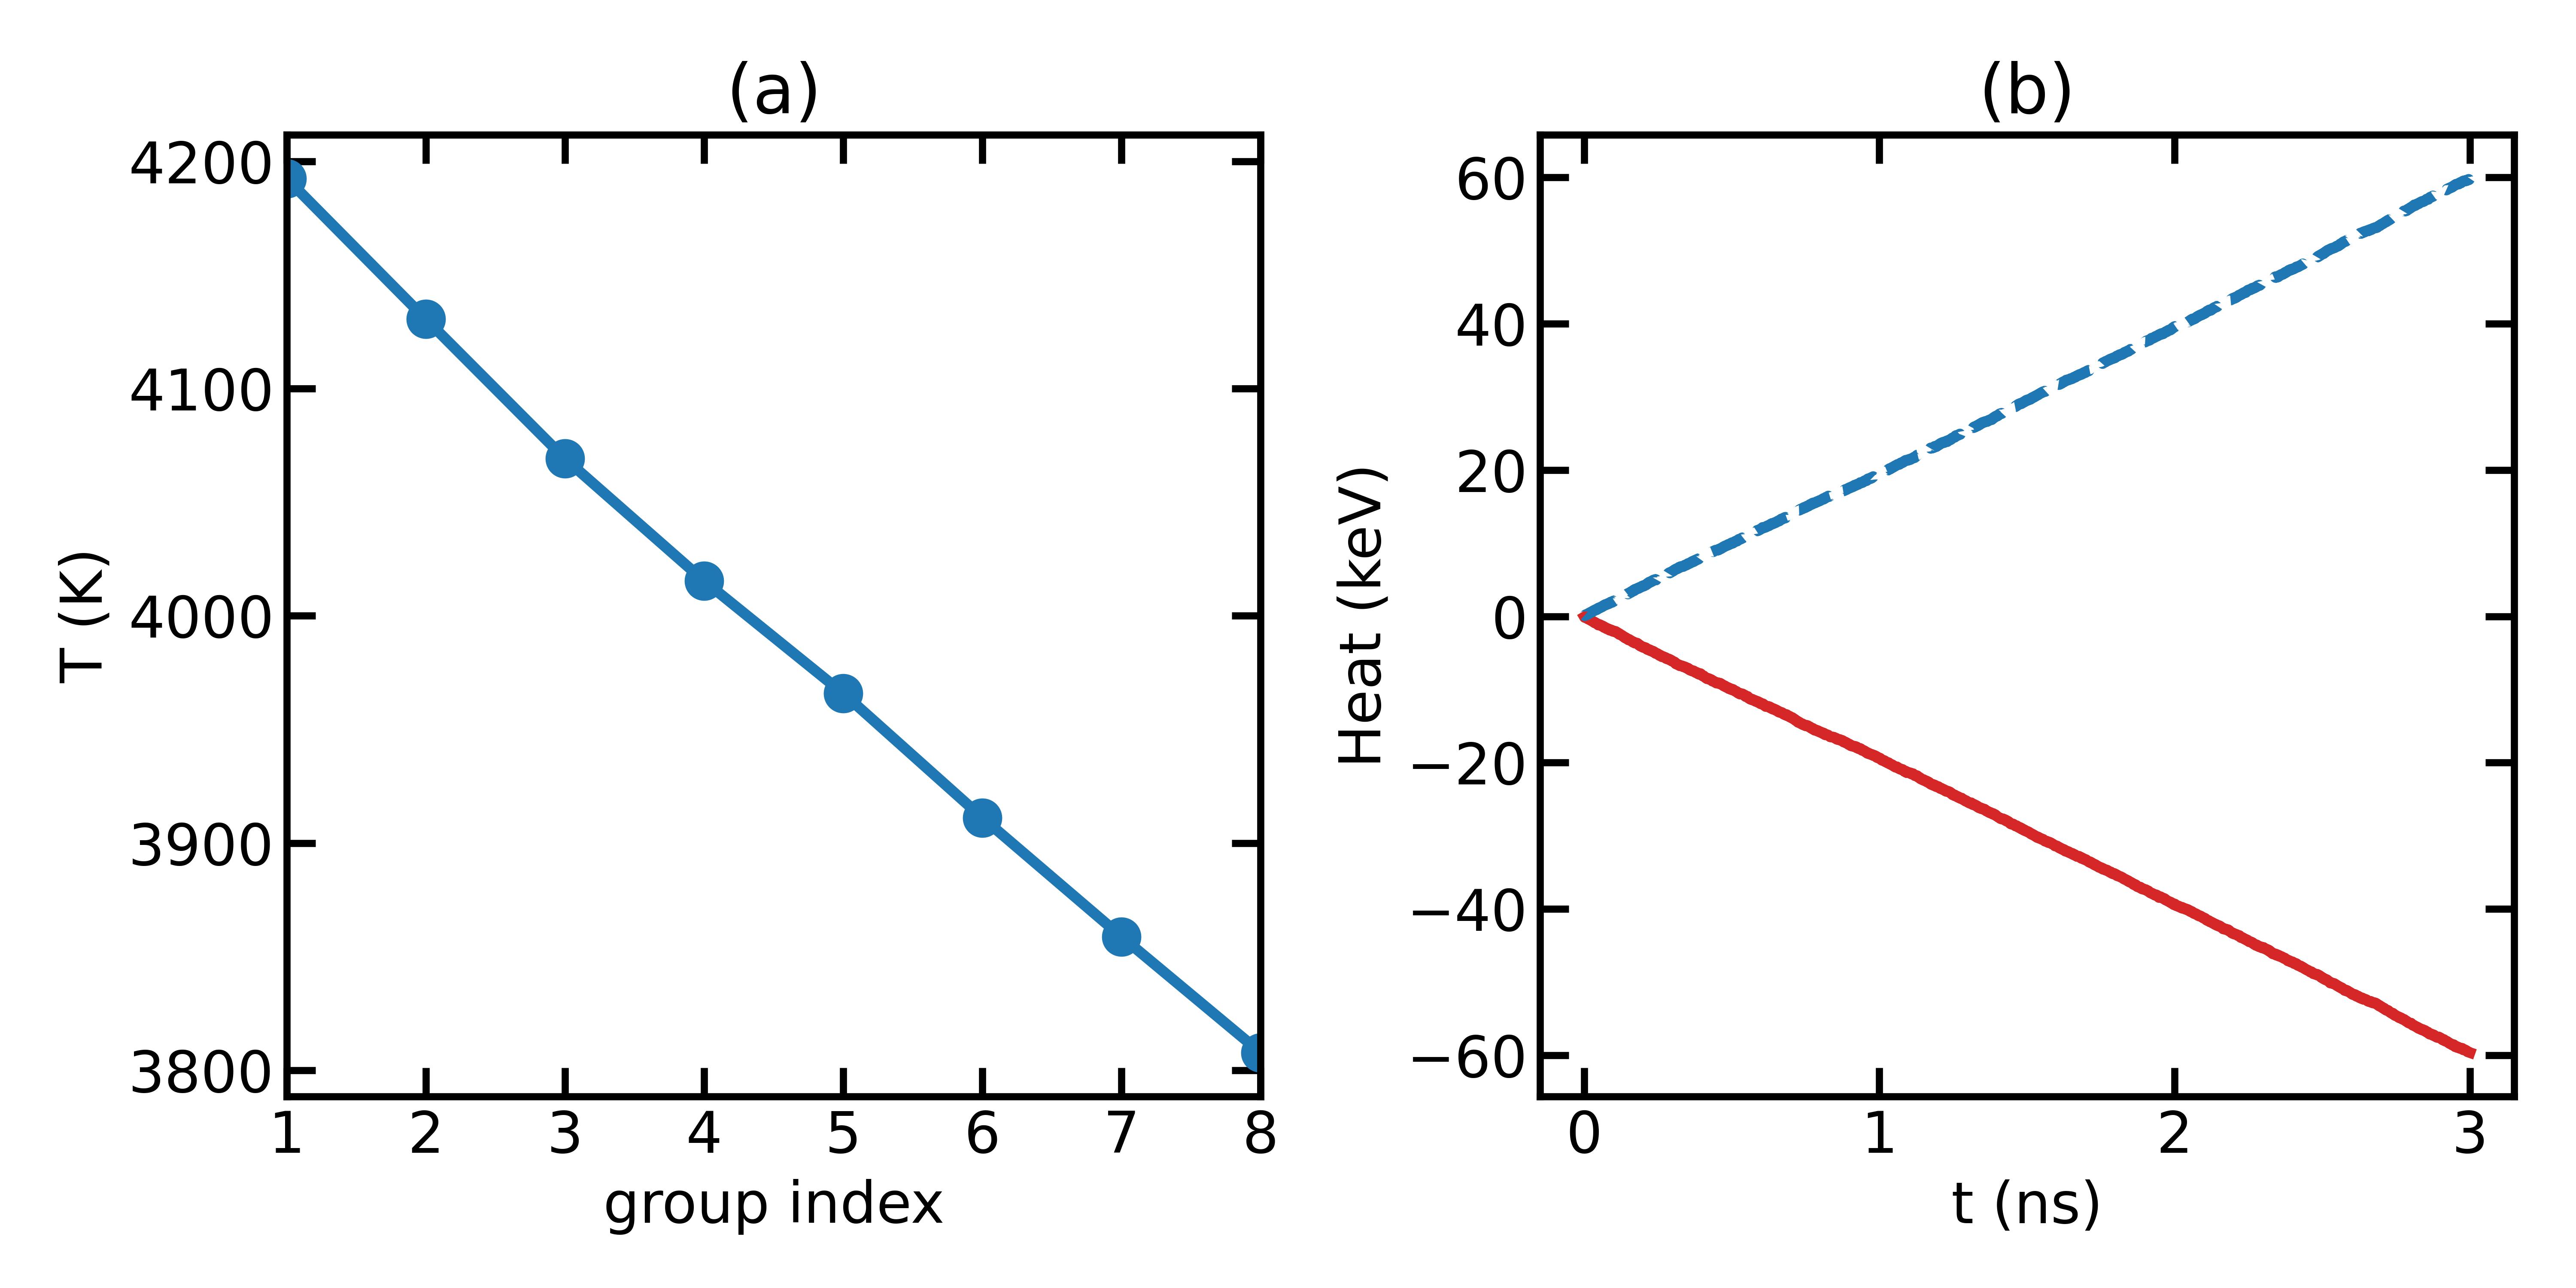 (a)
4200
4100
4000
3900
3800
T (K)
1 2 3 4 5 6 7 8
group index
(b)
60
40
20
0
−20
−40
−60
Heat (keV)
0 1 2 3
t (ns)